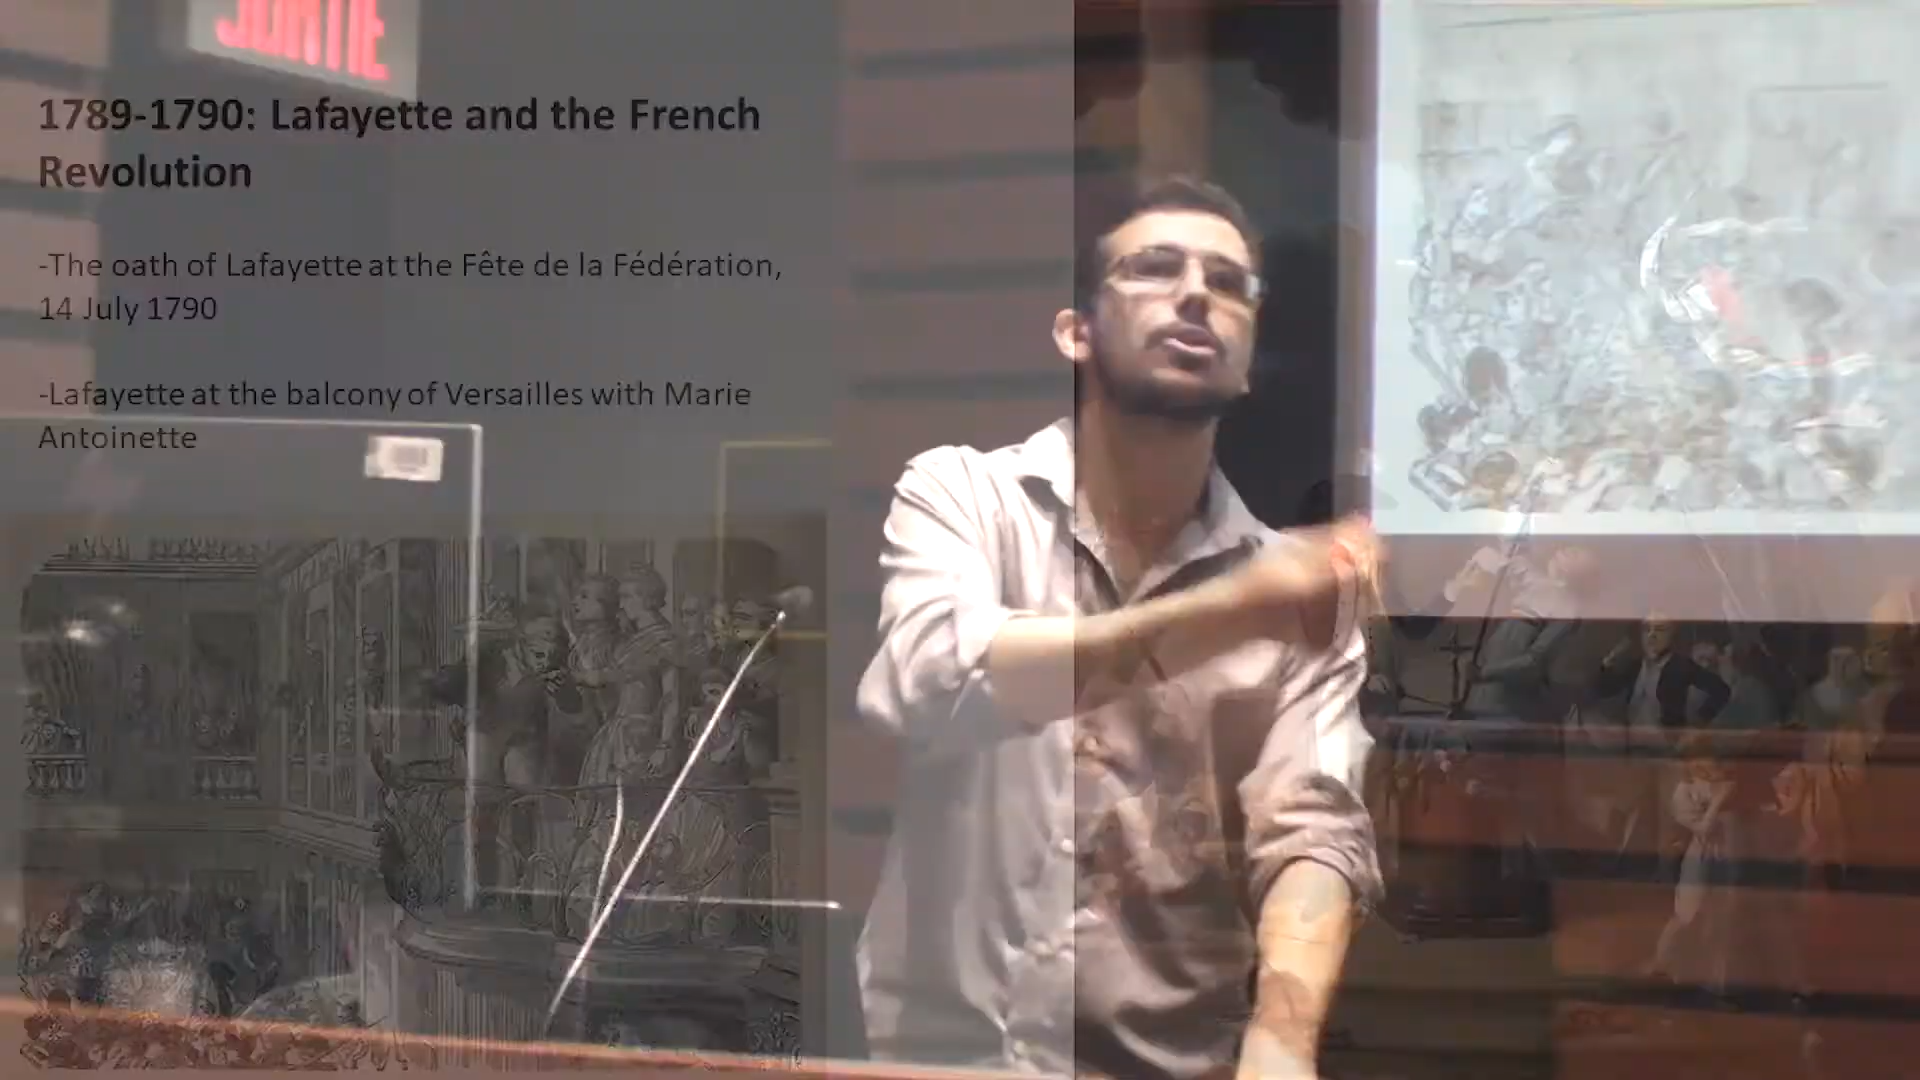 SORTIE
1789-1790: Lafayette and the French
Revolution
-The oath of Lafayette at the Fête de la Fédération,
14 July 1790
-Lafayette at the balcony of Versailles with Marie
Antoinette